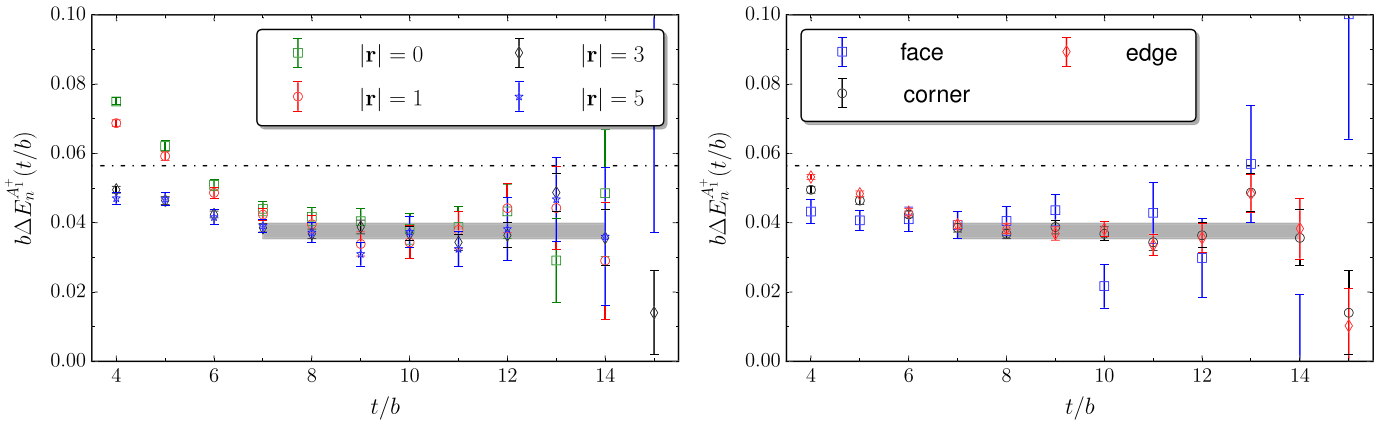 0.10
0.08
0.06
0.04
0.02
0.00
bΔE_n^{A_1^+}(t/b)
|r| = 0
|r| = 3
|r| = 1
|r| = 5
4 6 8 10 12 14
t/b
0.10
0.08
0.06
0.04
0.02
0.00
bΔE_n^{A_1^+}(t/b)
face
edge
corner
4 6 8 10 12 14
t/b